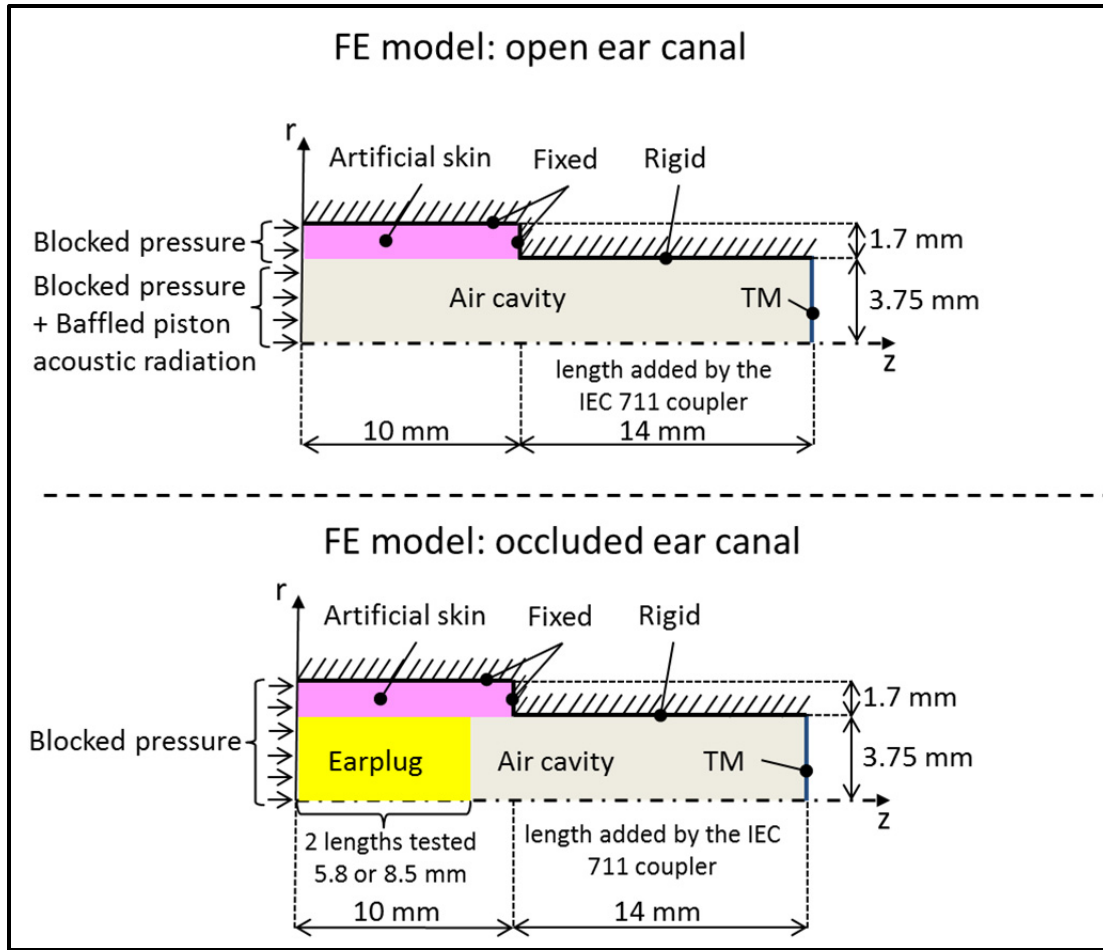 FE model: open ear canal
r
Artificial skin
Fixed
Rigid
Blocked pressure
1.7 mm
Blocked pressure
+ Baffled piston
acoustic radiation
Air cavity
TM
3.75 mm
z
length added by the
IEC 711 coupler
10 mm
14 mm
FE model: occluded ear canal
r
Artificial skin
Fixed
Rigid
1.7 mm
Blocked pressure
Earplug
Air cavity
TM
3.75 mm
z
2 lengths tested
5.8 or 8.5 mm
length added by the IEC
711 coupler
10 mm
14 mm